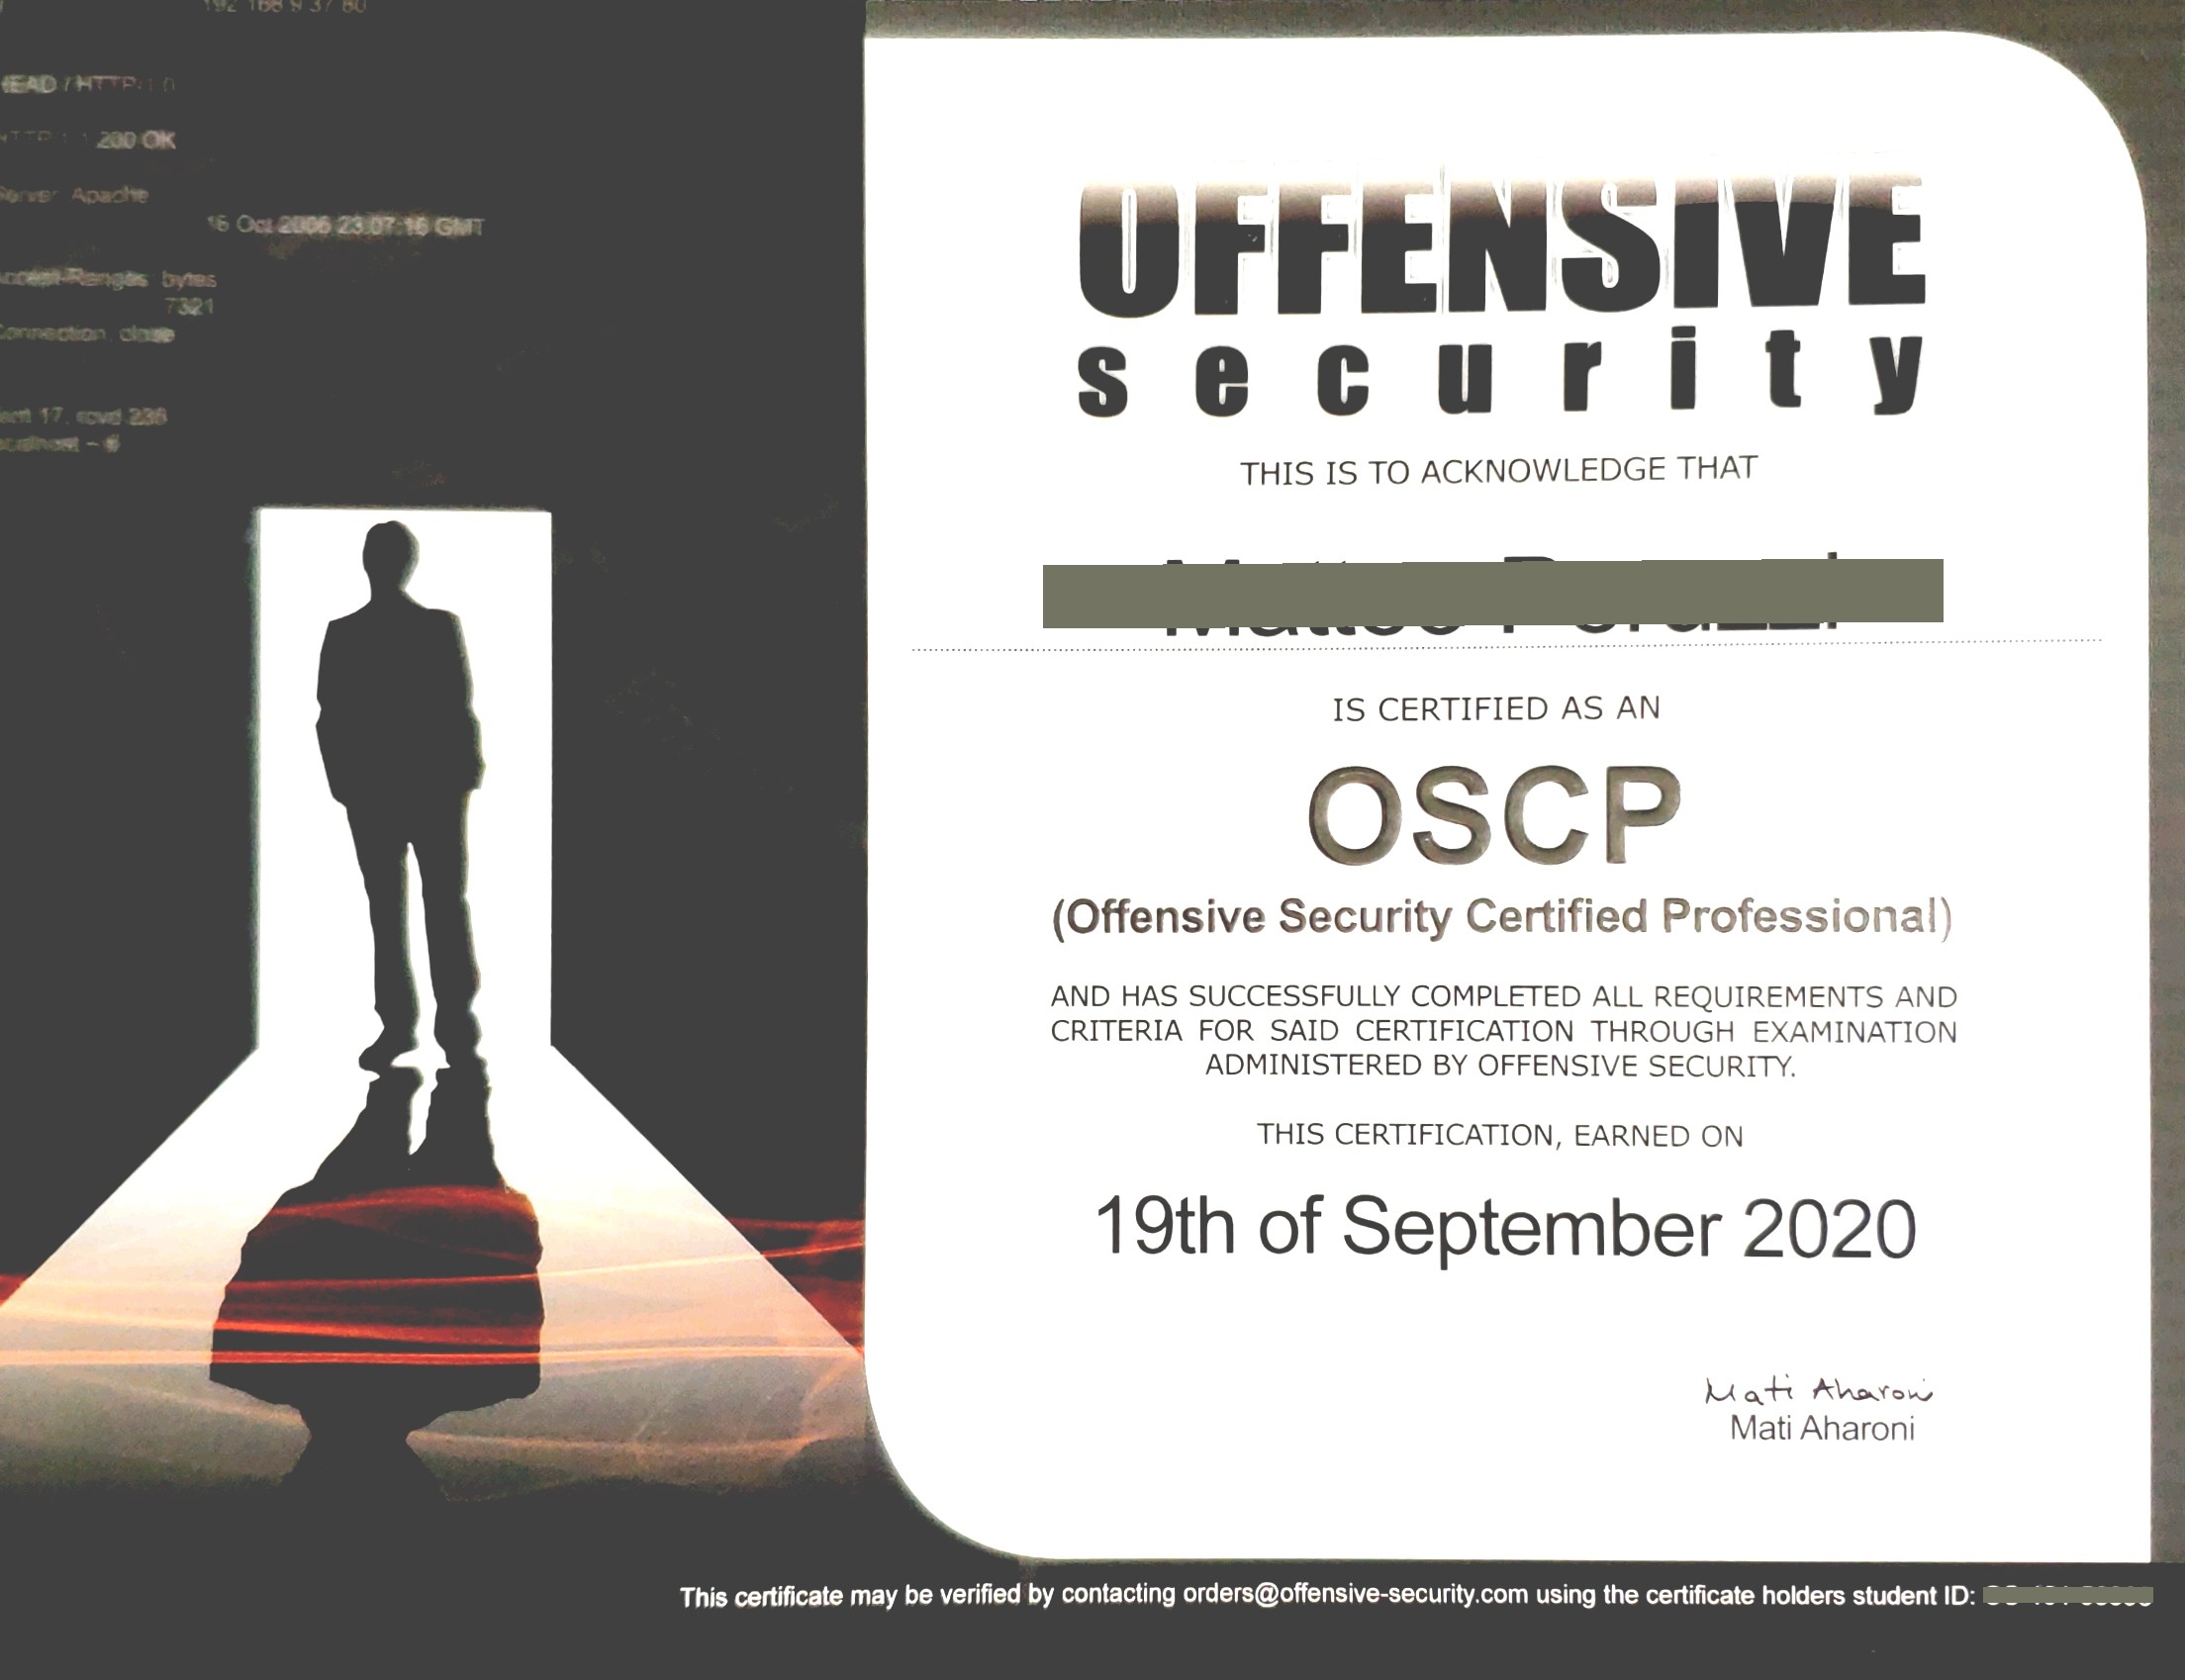 200 OK
Server Apache
16 Oct 2006 23:07:16 GMT
bytes
7321
Connection close
OFFENSIVE
security
THIS IS TO ACKNOWLEDGE THAT
IS CERTIFIED AS AN
OSCP
(Offensive Security Certified Professional)
AND HAS SUCCESSFULLY COMPLETED ALL REQUIREMENTS AND
CRITERIA FOR SAID CERTIFICATION THROUGH EXAMINATION
ADMINISTERED BY OFFENSIVE SECURITY.
THIS CERTIFICATION, EARNED ON
19th of September 2020
Mati Aharoni
Mati Aharoni
This certificate may be verified by contacting orders@offensive-security.com using the certificate holders student ID: